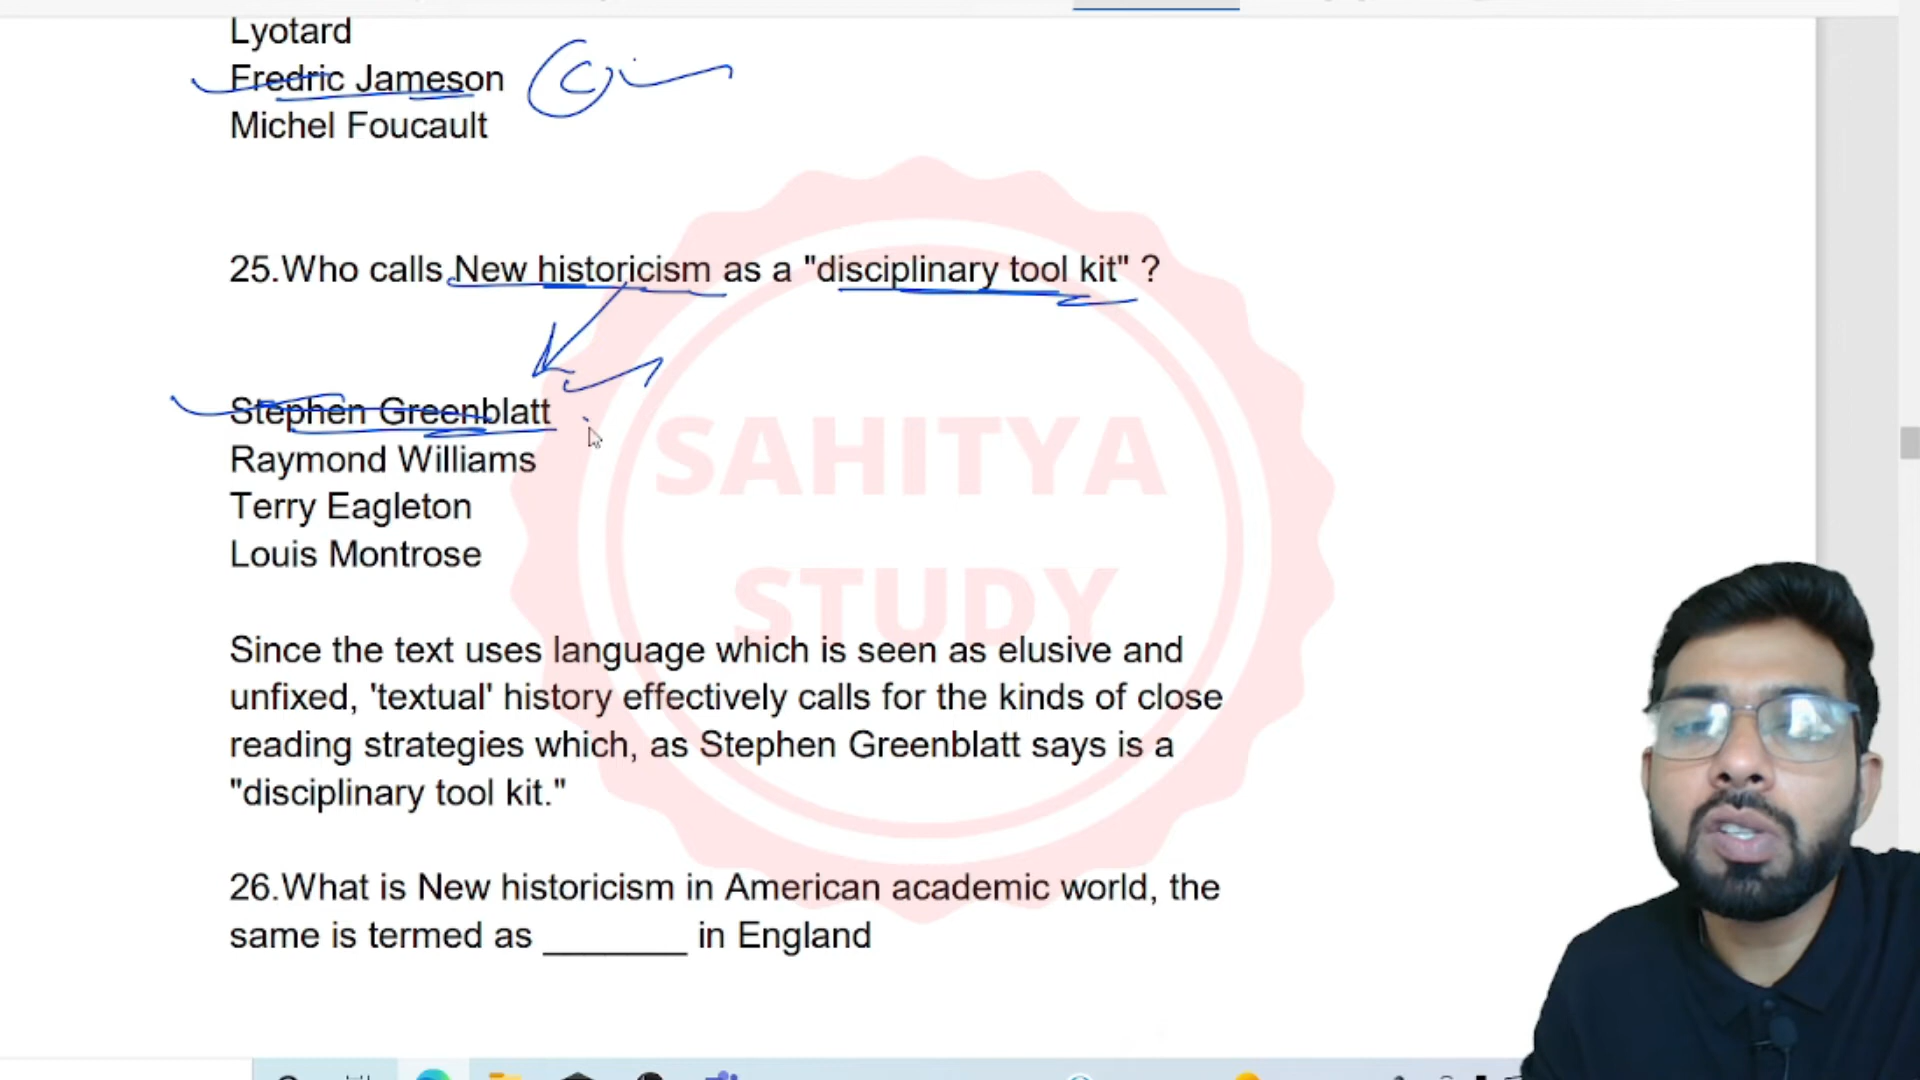 Lyotard
Fredric Jameson C
Michel Foucault
25.Who calls New historicism as a "disciplinary tool kit" ?
Stephen Greenblatt
Raymond Williams
Terry Eagleton
Louis Montrose
SAHITYA
STUDY
Since the text uses language which is seen as elusive and
unfixed, 'textual' history effectively calls for the kinds of close
reading strategies which, as Stephen Greenblatt says is a
"disciplinary tool kit."
26.What is New historicism in American academic world, the
same is termed as _______ in England